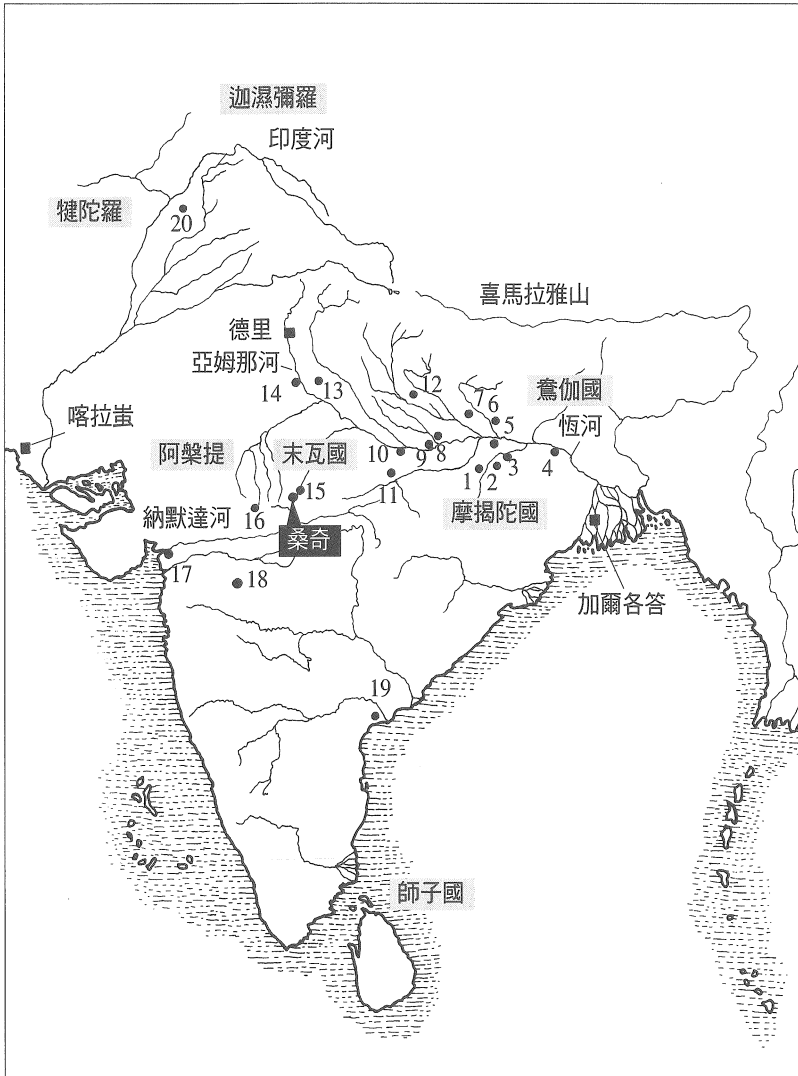 迦濕彌羅
印度河
犍陀羅
20
喜馬拉雅山
德里
亞姆那河
14
13
12
7
6
鴦伽國
5
恆河
喀拉蚩
阿槃提
末瓦國
10
9
8
11
1
2
3
4
15
16
摩揭陀國
納默達河
桑奇
17
18
加爾各答
19
師子國